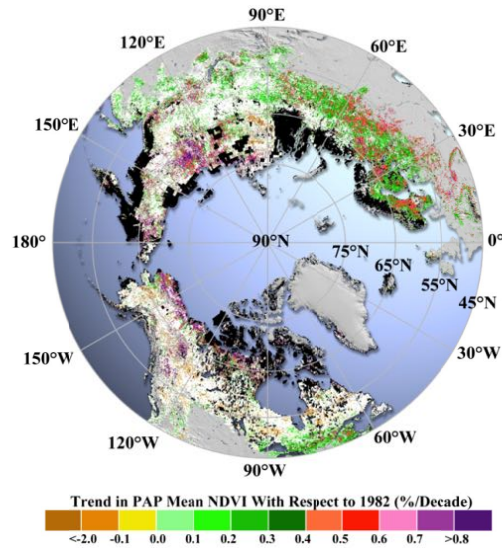 90°E
120°E
60°E
150°E
30°E
180°
90°N
75°N
65°N
55°N
45°N
0°
150°W
30°W
120°W
60°W
90°W
Trend in PAP Mean NDVI With Respect to 1982 (%/Decade)
<-2.0 -0.1 0.0 0.1 0.2 0.3 0.4 0.5 0.6 0.7 >0.8